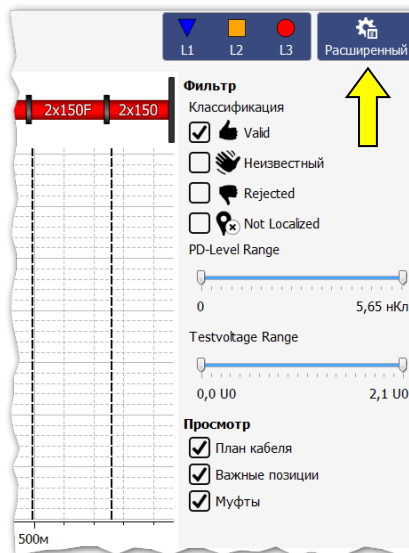 L1 L2 L3 Расширенный
2x150F 2x150
Фильтр
Классификация
Valid
Неизвестный
Rejected
Not Localized
PD-Level Range
0 5,65 нКл
Testvoltage Range
0,0 U0 2,1 U0
Просмотр
План кабеля
Важные позиции
Муфты
500м